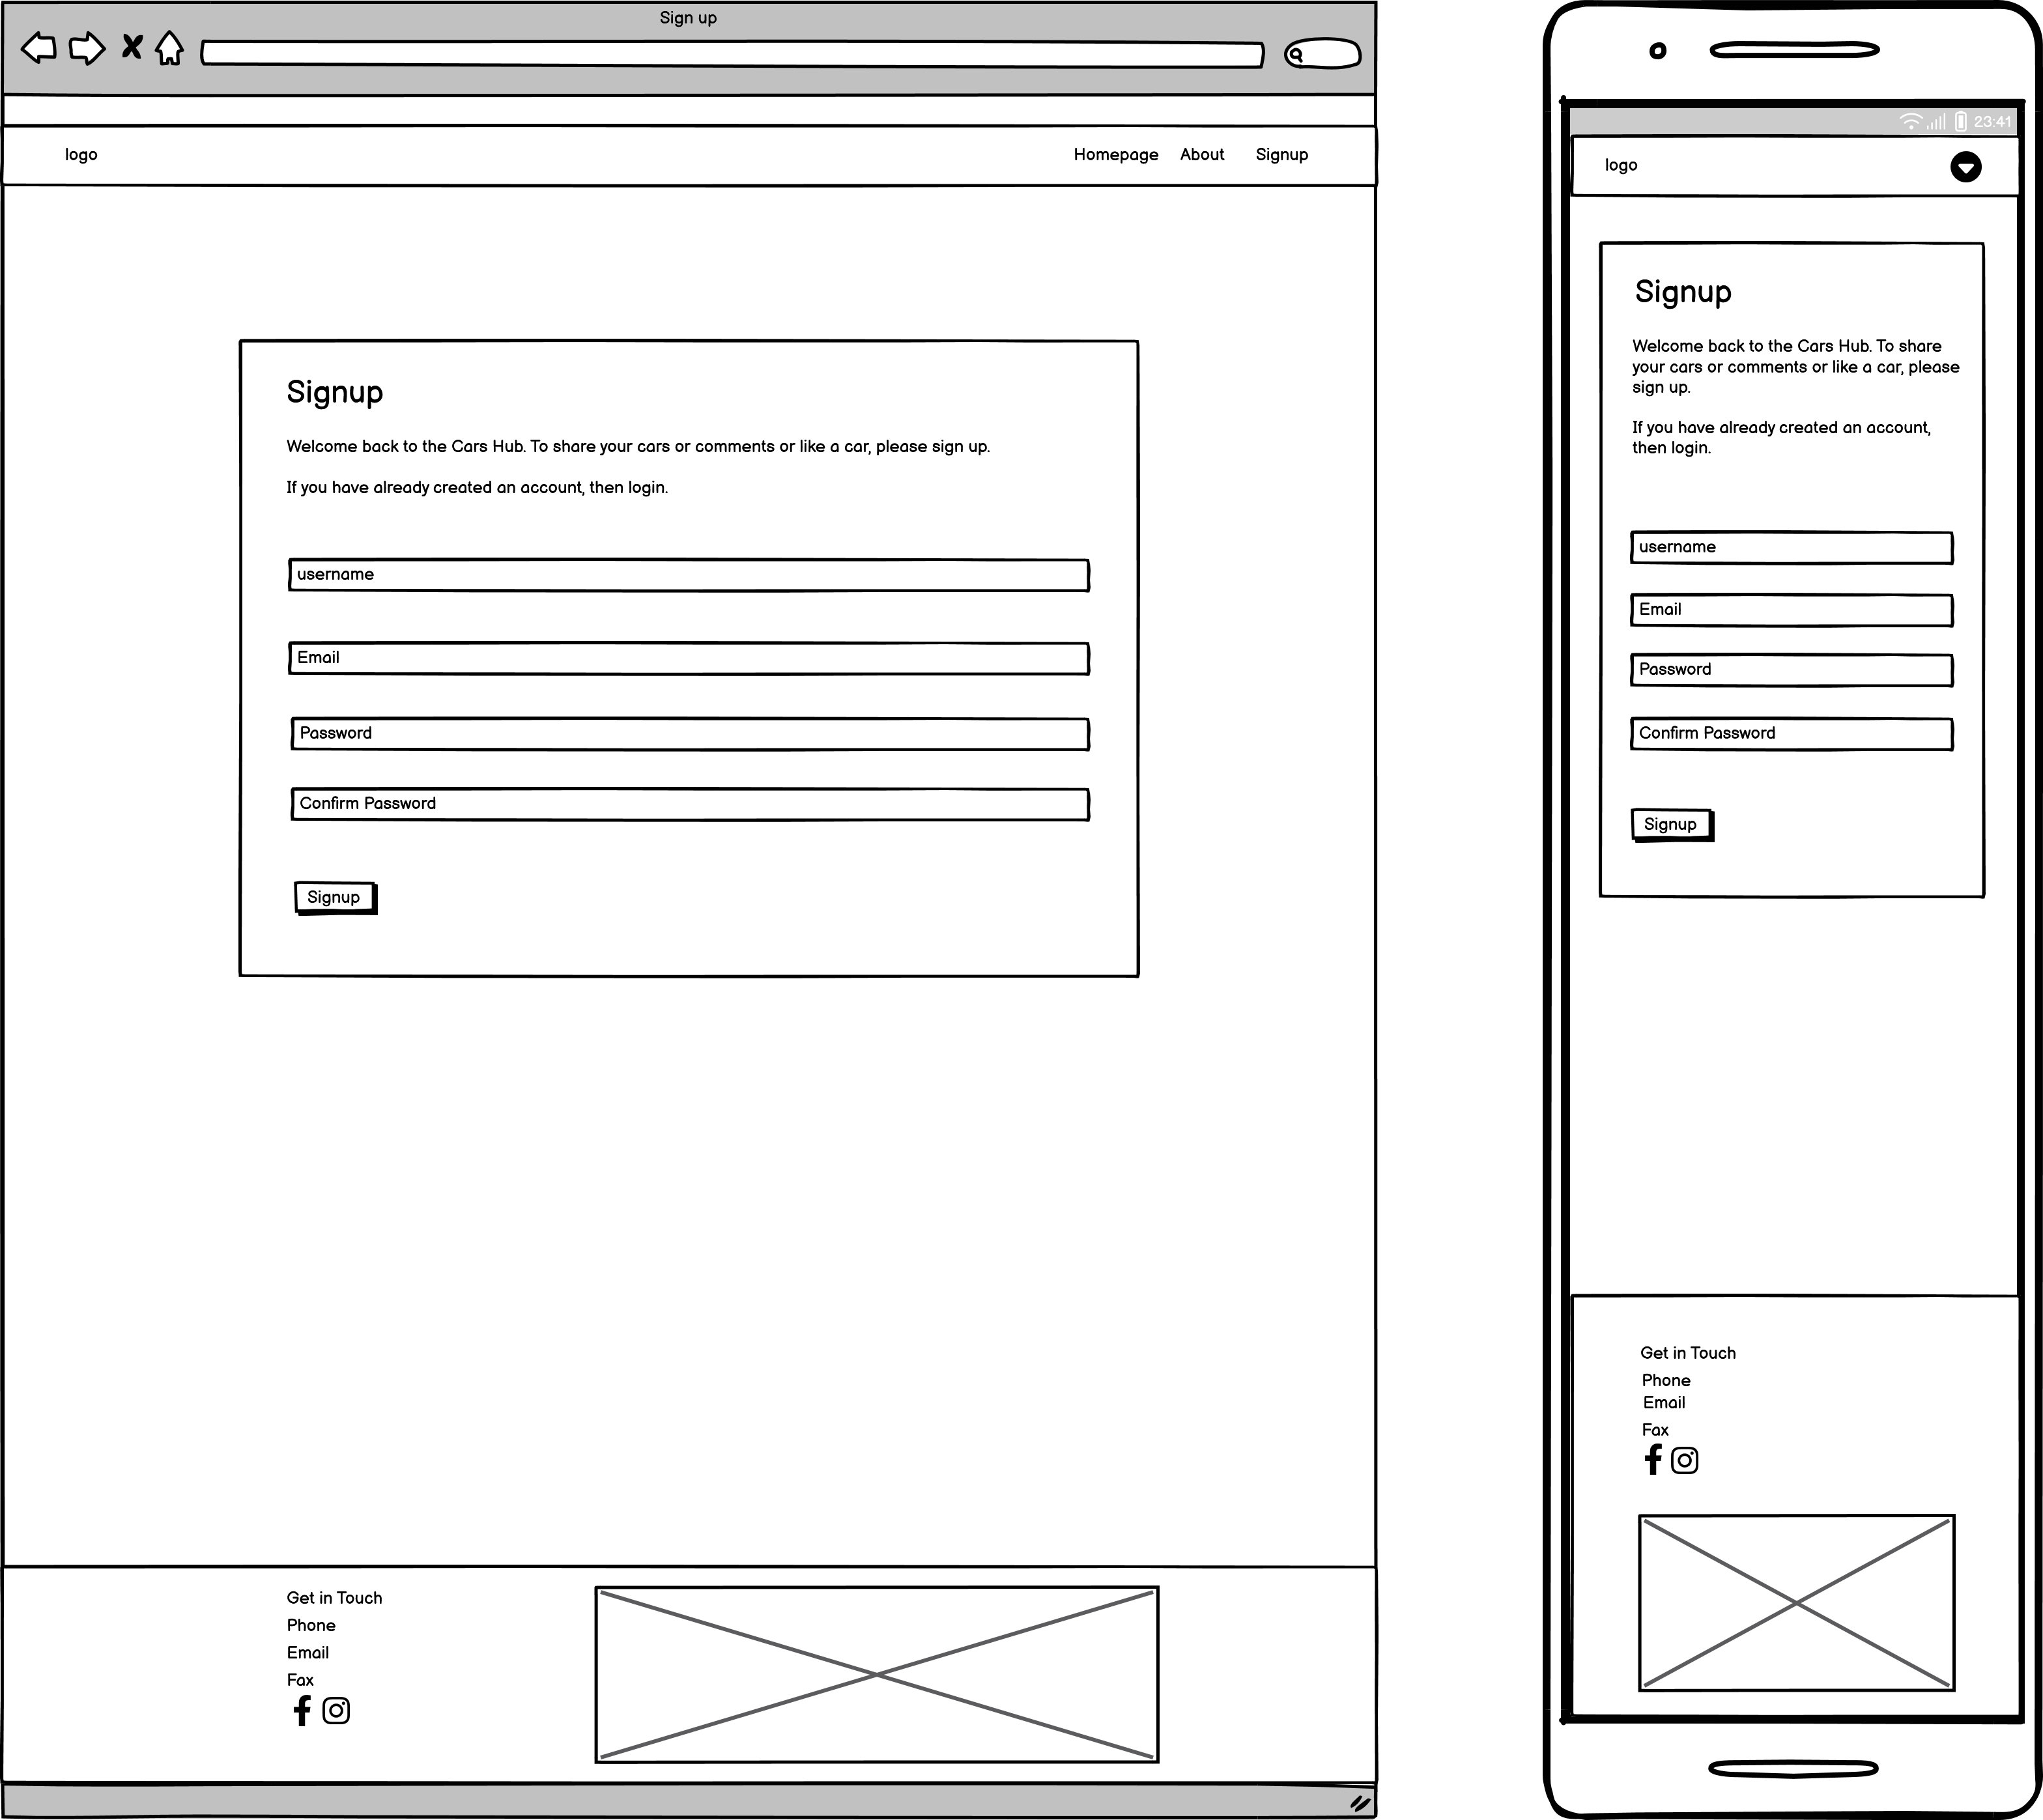 Sign up
logo
Homepage About Signup
Signup
Welcome back to the Cars Hub. To share your cars or comments or like a car, please sign up.
If you have already created an account, then login.
username
Email
Password
Confirm Password
Signup
Get in Touch
Phone
Email
Fax
23:41
logo
Signup
Welcome back to the Cars Hub. To share
your cars or comments or like a car, please
sign up.
If you have already created an account,
then login.
username
Email
Password
Confirm Password
Signup
Get in Touch
Phone
Email
Fax